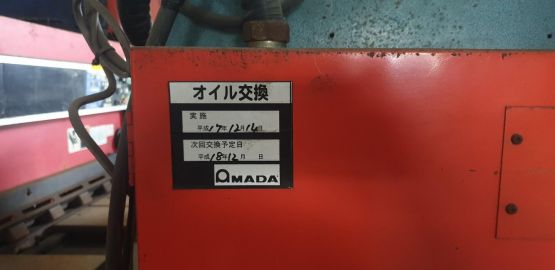 オイル交換
実施
平成17年12月14日
次回交換予定日
平成18年12月 日
AMADA